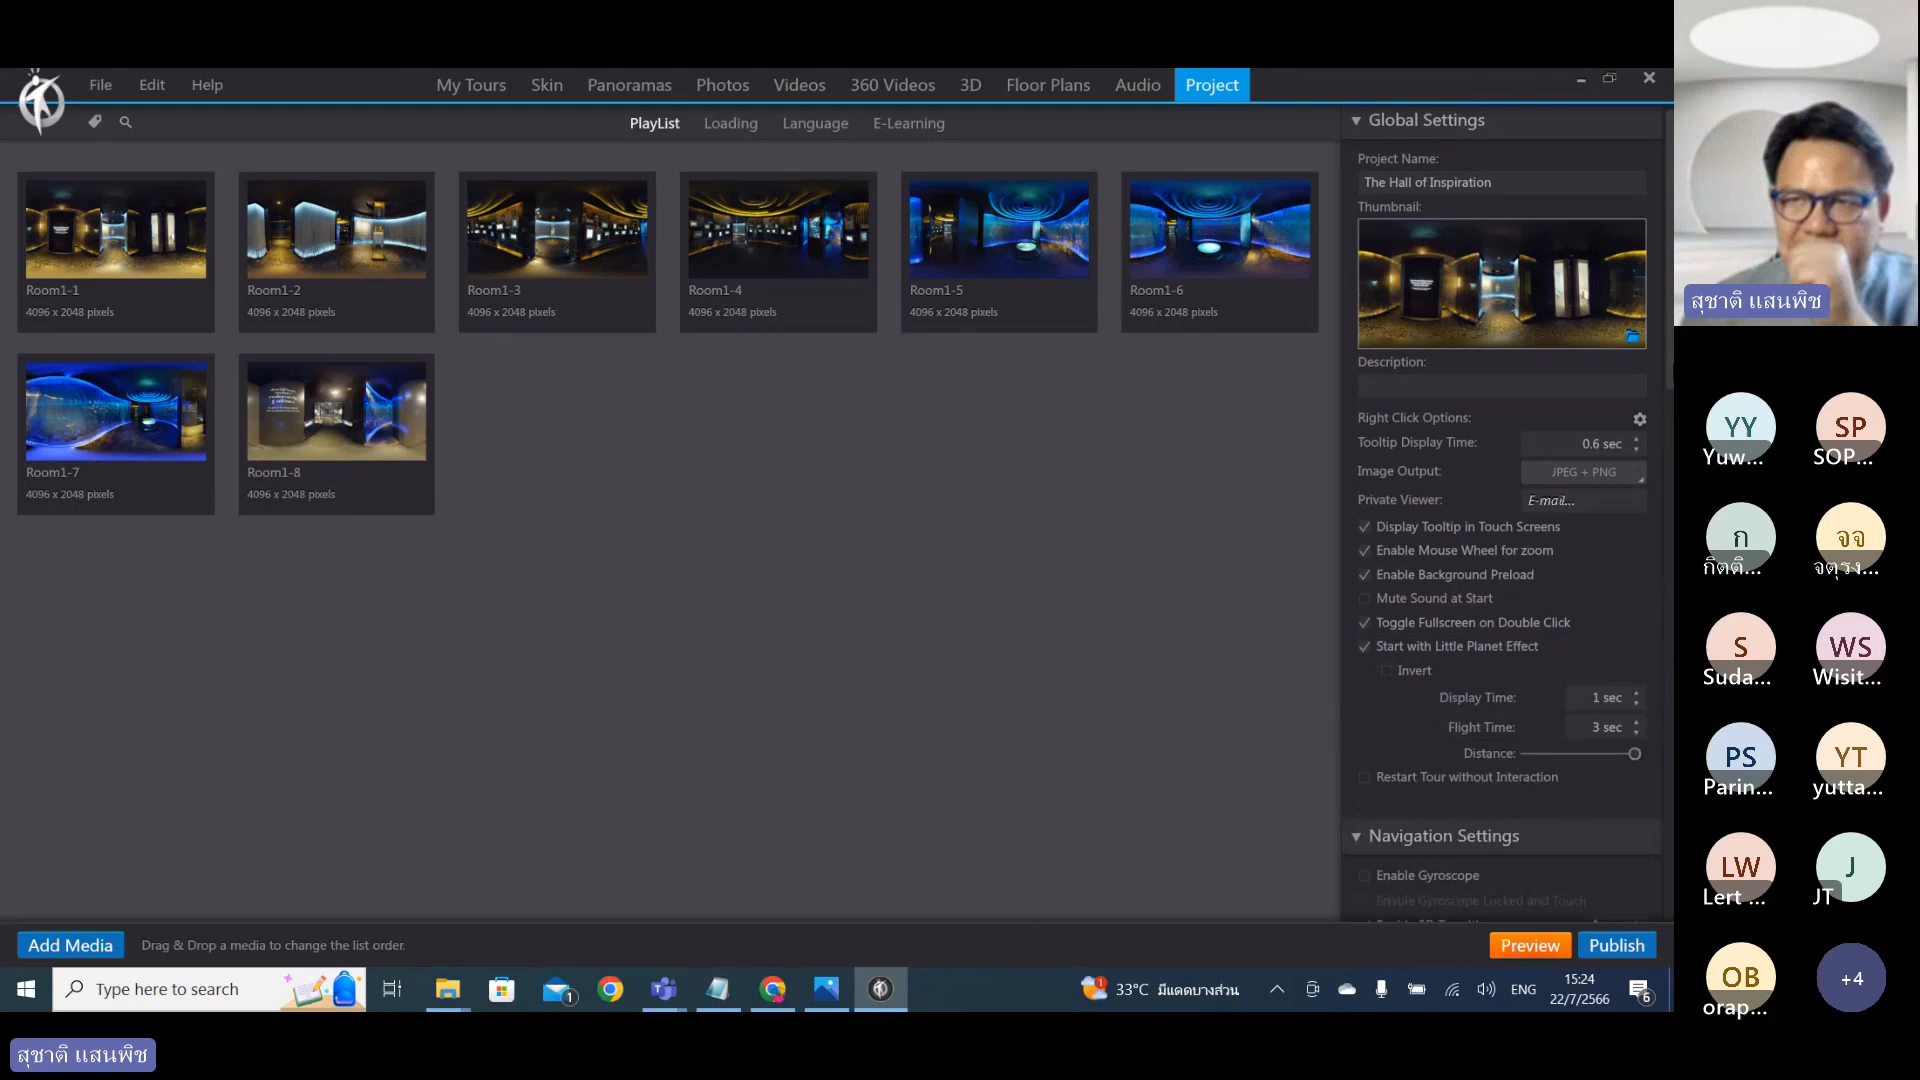 File Edit Help
My Tours Skin Panoramas Photos Videos 360 Videos 3D Floor Plans Audio Project
PlayList Loading Language E-Learning
Room1-1
4096 x 2048 pixels
Room1-2
4096 x 2048 pixels
Room1-3
4096 x 2048 pixels
Room1-4
4096 x 2048 pixels
Room1-5
4096 x 2048 pixels
Room1-6
4096 x 2048 pixels
Room1-7
4096 x 2048 pixels
Room1-8
4096 x 2048 pixels
Global Settings
Project Name:
The Hall of Inspiration
Thumbnail:
Description:
Right Click Options:
Tooltip Display Time: 0.6 sec
Image Output: JPEG + PNG
Private Viewer: E-mail...
Display Tooltip in Touch Screens
Enable Mouse Wheel for zoom
Enable Background Preload
Mute Sound at Start
Toggle Fullscreen on Double Click
Start with Little Planet Effect
Invert
Display Time: 1 sec
Flight Time: 3 sec
Distance:
Restart Tour without Interaction
Navigation Settings
Enable Gyroscope
Enable Gyroscope Locked and Touch
Add Media Drag & Drop a media to change the list order.
Preview Publish
Type here to search
1
33°C มีแดดบางส่วน
ENG
15:24
22/7/2566
6
สุชาติ แสนพิช
YY
Yuw...
SP
SOP...
ก
กิตติ...
จจ
จตุรง...
S
Suda...
WS
Wisit...
PS
Parin...
YT
yutta...
LW
Lert ...
J
JT
OB
orap...
+4
สุชาติ แสนพิช